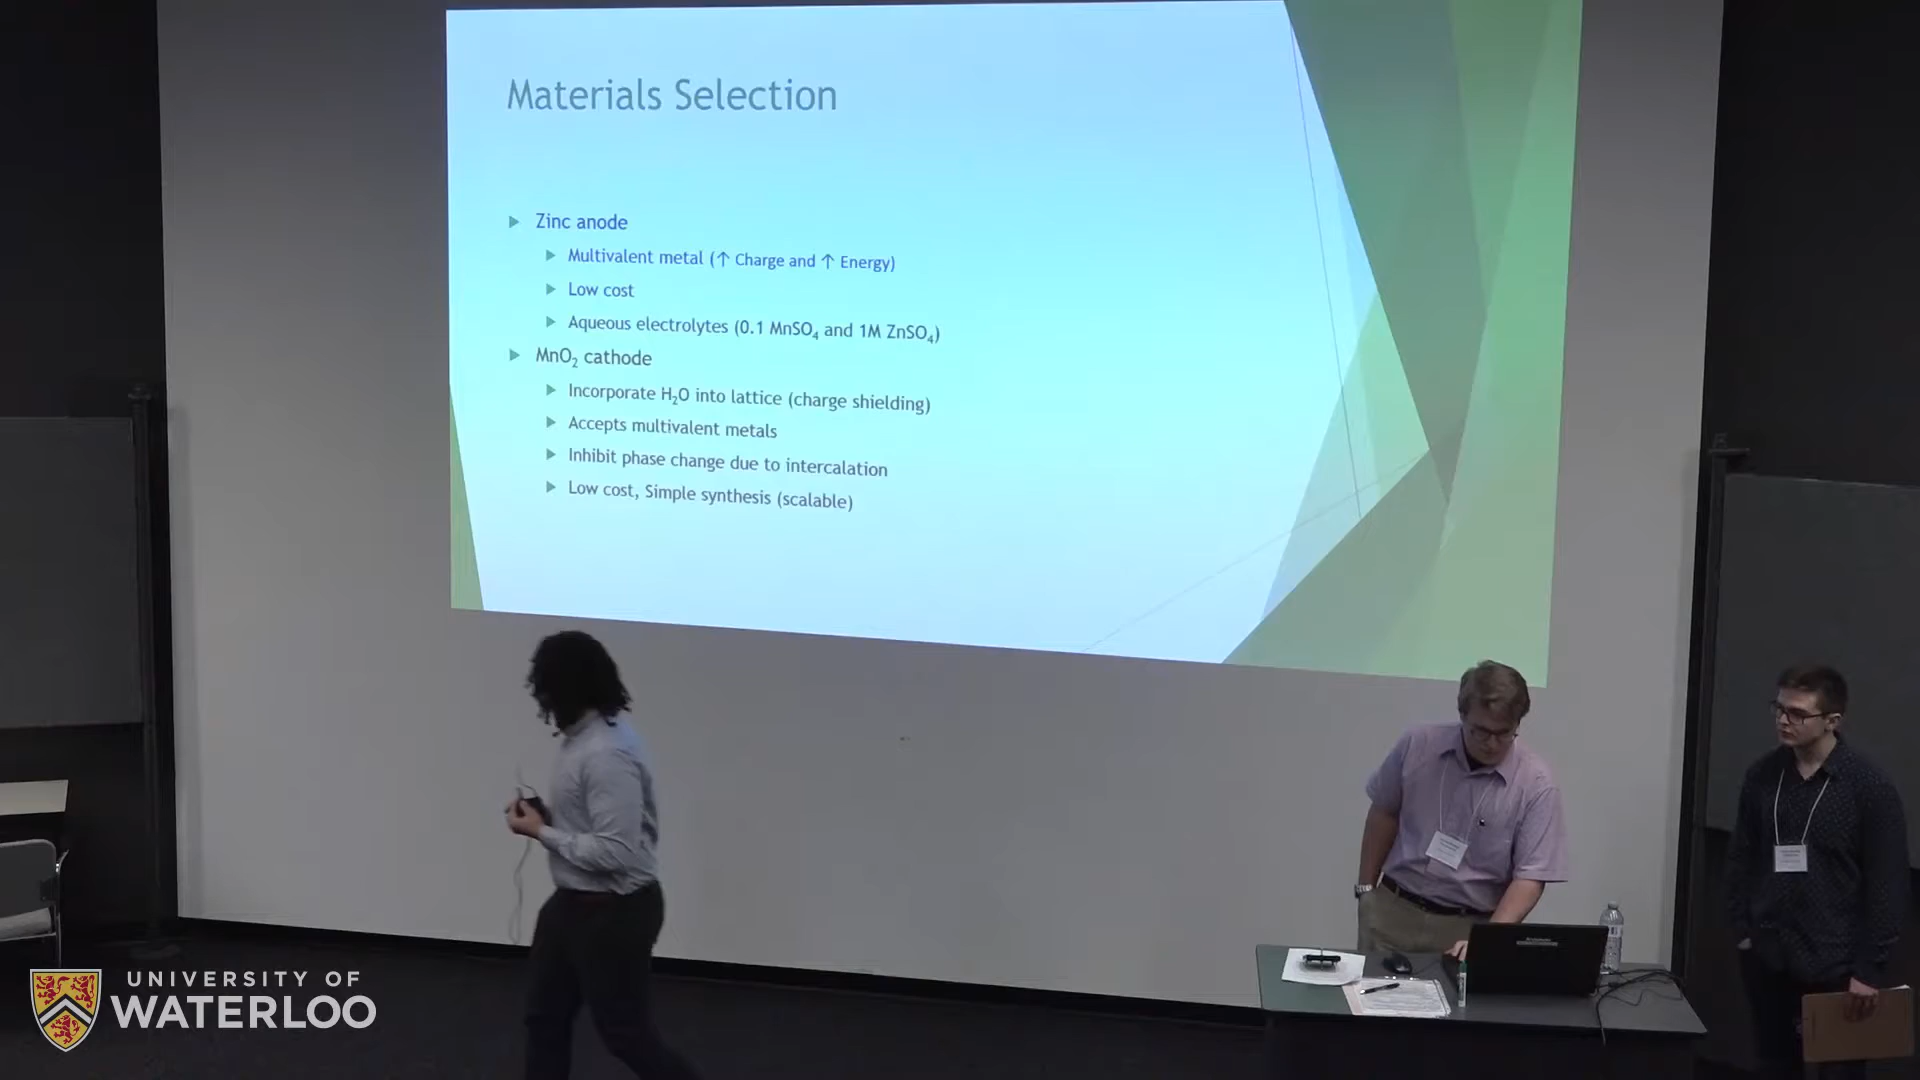 Materials Selection
Zinc anode
Multivalent metal (↑ Charge and ↑ Energy)
Low cost
Aqueous electrolytes (0.1 MnSO₄ and 1M ZnSO₄)
MnO₂ cathode
Incorporate H₂O into lattice (charge shielding)
Accepts multivalent metals
Inhibit phase change due to intercalation
Low cost, Simple synthesis (scalable)
UNIVERSITY OF
WATERLOO